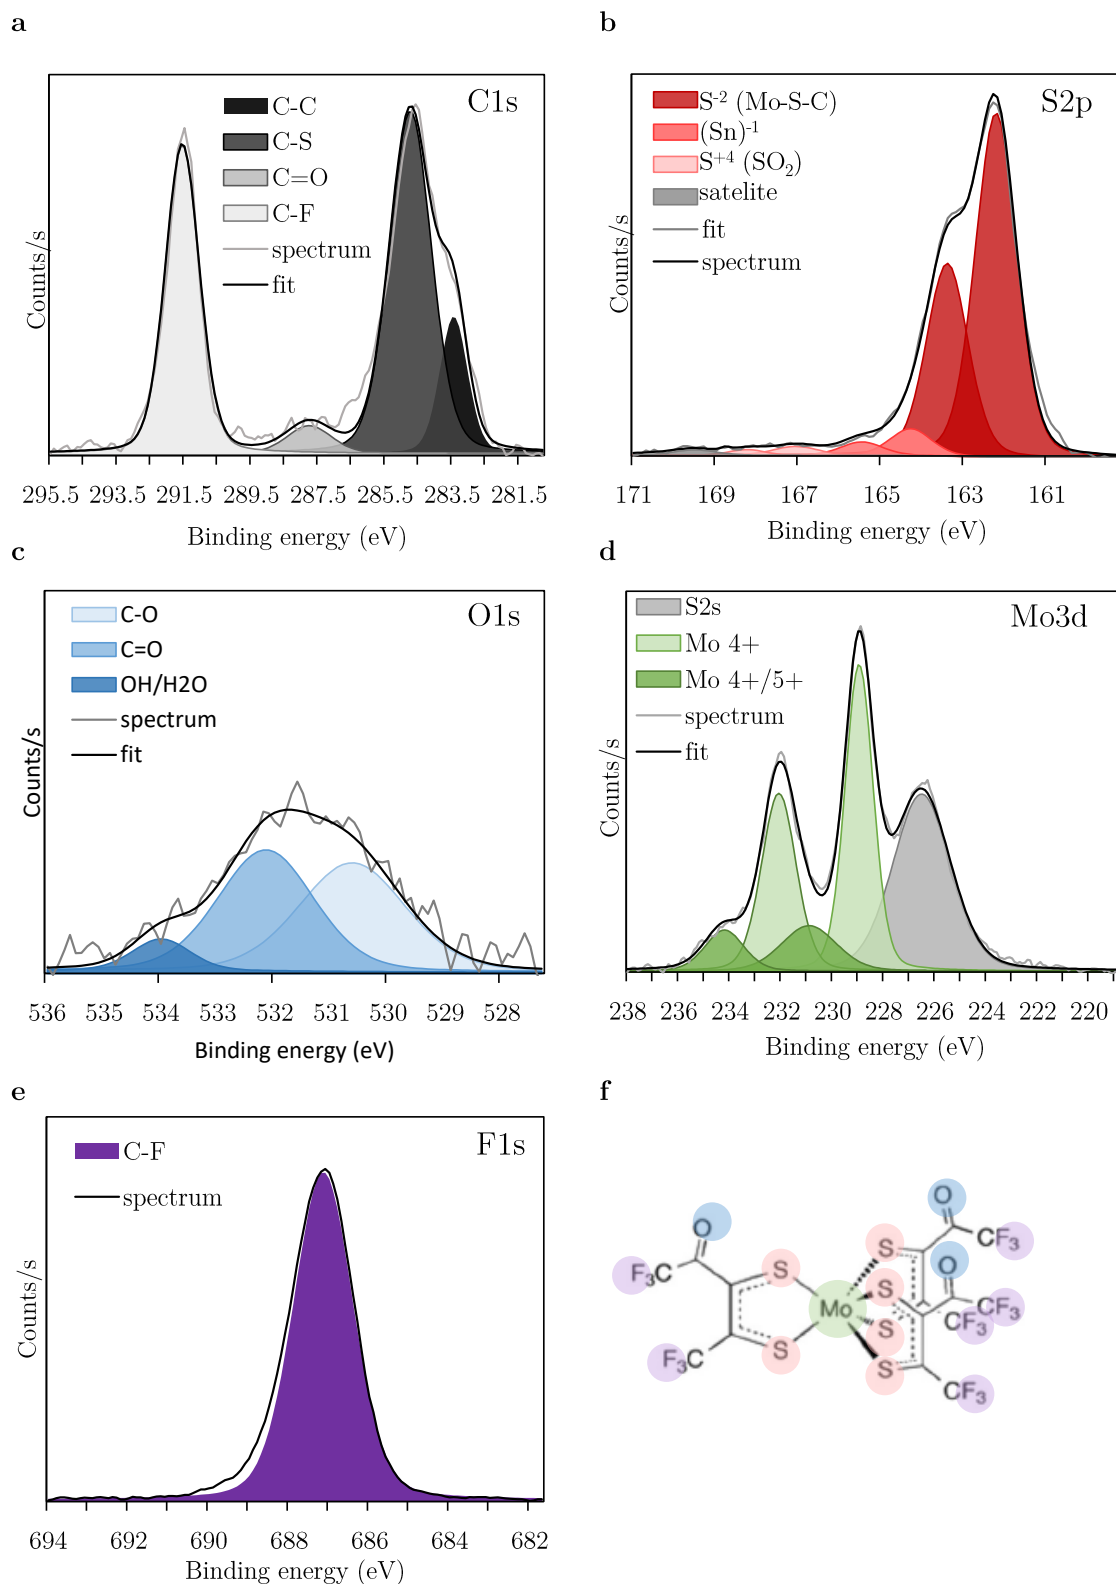 a
C1s
C-C
C-S
C=O
C-F
spectrum
fit
Counts/s
295.5 293.5 291.5 289.5 287.5 285.5 283.5 281.5
Binding energy (eV)
b
S2p
S-2 (Mo-S-C)
(Sn)-1
S+4 (SO2)
satelite
fit
spectrum
Counts/s
171 169 167 165 163 161
Binding energy (eV)
c
O1s
C-O
C=O
OH/H2O
spectrum
fit
Counts/s
536 535 534 533 532 531 530 529 528
Binding energy (eV)
d
Mo3d
S2s
Mo 4+
Mo 4+/5+
spectrum
fit
Counts/s
238 236 234 232 230 228 226 224 222 220
Binding energy (eV)
e
F1s
C-F
spectrum
Counts/s
694 692 690 688 686 684 682
Binding energy (eV)
f
O
O
CF3
S
O
F3C
S
S
CF3
Mo
S
CF3
F3C
S
S
CF3